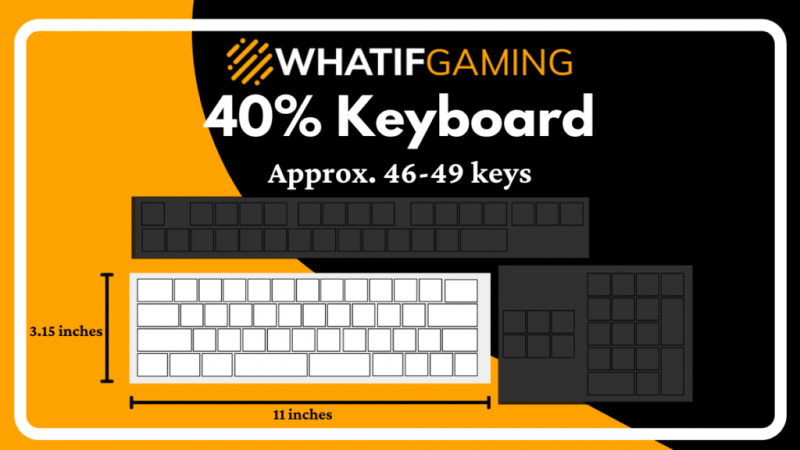 WHATIFGAMING
40% Keyboard
Approx. 46-49 keys
3.15 inches
11 inches